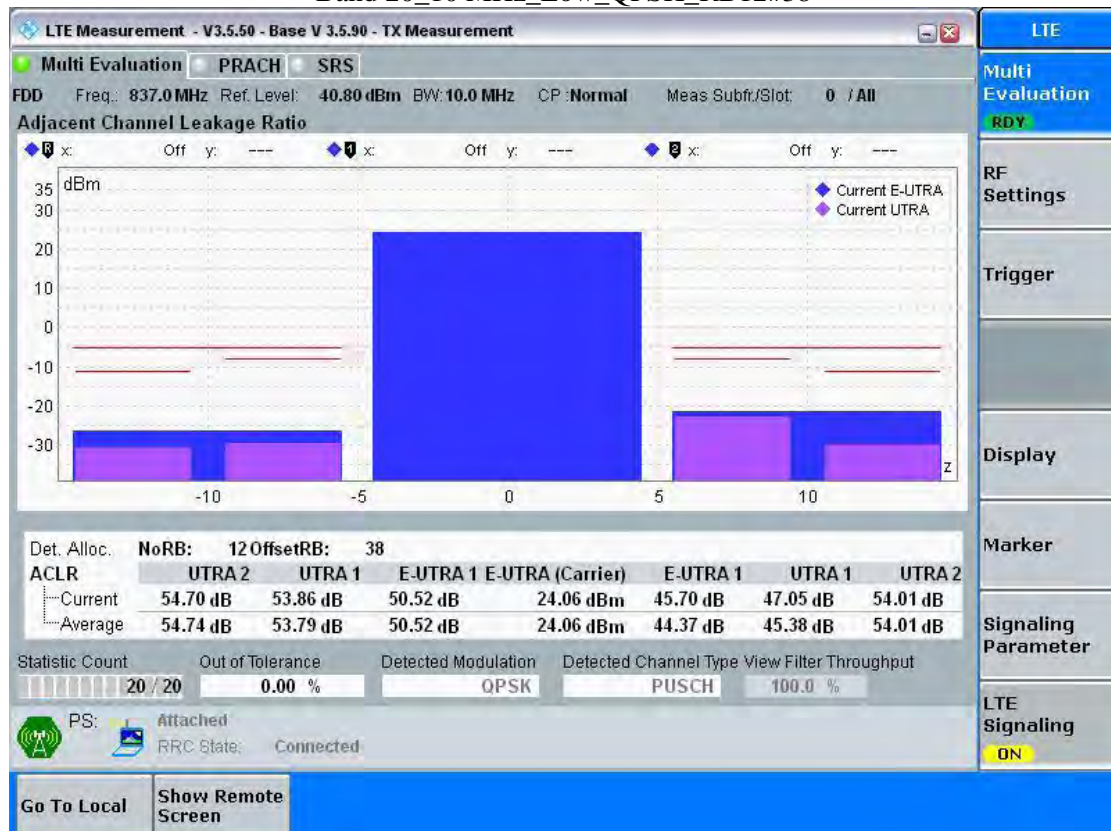 LTE Measurement - V3.5.50 - Base V 3.5.90 - TX Measurement
Multi Evaluation PRACH SRS
FDD Freq.: 837.0 MHz Ref. Level: 40.80 dBm BW: 10.0 MHz CP :Normal Meas Subfr./Slot: 0 / All
Adjacent Channel Leakage Ratio
R x: Off y: --- 1 x: Off y: --- 2 x: Off y: ---
dBm
Current E-UTRA
Current UTRA
35
30
20
10
0
-10
-20
-30
z
-10 -5 0 5 10
Det. Alloc. NoRB: 12 OffsetRB: 38
ACLR UTRA 2 UTRA 1 E-UTRA 1 E-UTRA (Carrier) E-UTRA 1 UTRA 1 UTRA 2
Current 54.70 dB 53.86 dB 50.52 dB 24.06 dBm 45.70 dB 47.05 dB 54.01 dB
Average 54.74 dB 53.79 dB 50.52 dB 24.06 dBm 44.37 dB 45.38 dB 54.01 dB
Statistic Count Out of Tolerance Detected Modulation Detected Channel Type View Filter Throughput
20 / 20 0.00 % QPSK PUSCH 100.0 %
PS: Attached
RRC State: Connected
Go To Local
Show Remote
Screen
LTE
Multi
Evaluation
RDY
RF
Settings
Trigger
Display
Marker
Signaling
Parameter
LTE
Signaling
ON